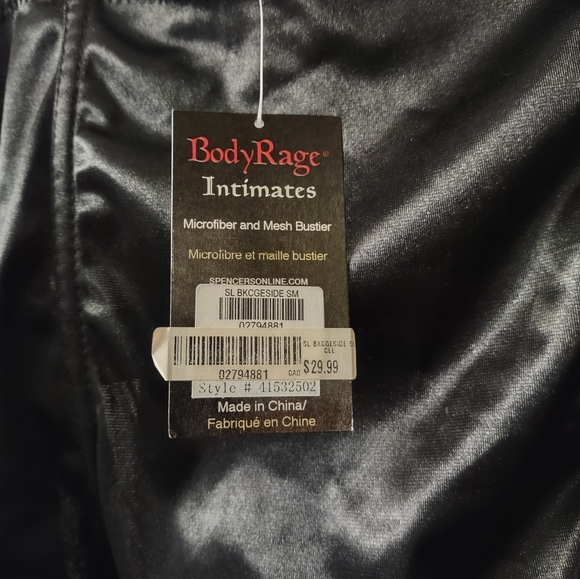 BodyRage®
Intimates
Microfiber and Mesh Bustier
Microfibre et maille bustier
SPENCERSONLINE.COM
SL BKCGESIDE SM
02794881
SL BKCGESIDE S
02794881
CAD $29.99
Style # 41532502
Made in China/
Fabriqué en Chine